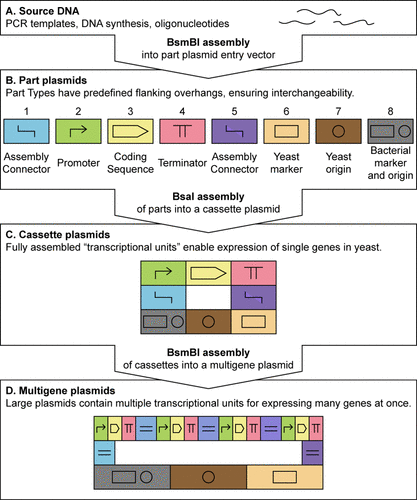 A. Source DNA
PCR templates, DNA synthesis, oligonucleotides
BsmBI assembly
into part plasmid entry vector
B. Part plasmids
Part Types have predefined flanking overhangs, ensuring interchangeability.
1 2 3 4 5 6 7 8
Assembly Connector Promoter Coding Sequence Terminator Assembly Connector Yeast marker Yeast origin Bacterial marker and origin
BsaI assembly
of parts into a cassette plasmid
C. Cassette plasmids
Fully assembled “transcriptional units” enable expression of single genes in yeast.
BsmBI assembly
of cassettes into a multigene plasmid
D. Multigene plasmids
Large plasmids contain multiple transcriptional units for expressing many genes at once.